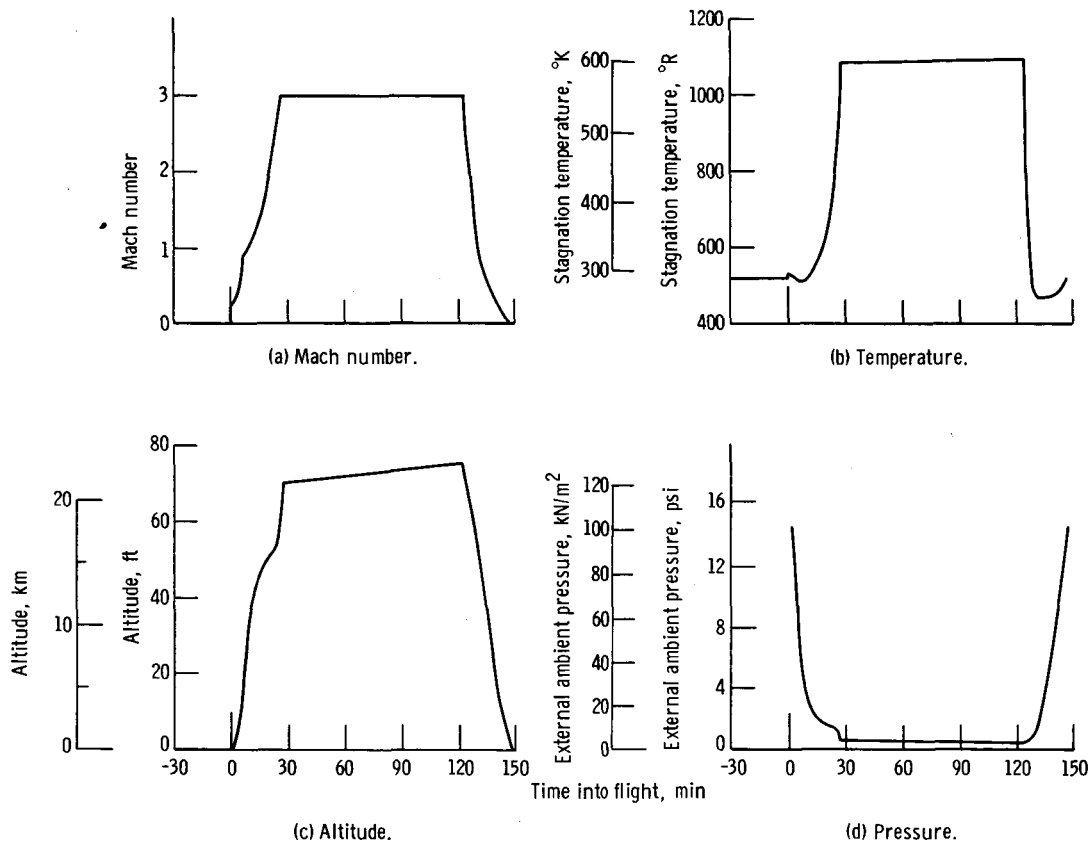 Mach number
3
2
1
0
(a) Mach number.
Stagnation temperature, °K
600
500
400
300
Stagnation temperature, °R
1200
1000
800
600
400
(b) Temperature.
Altitude, km
20
10
0
Altitude, ft
80
60
40
20
0
-30 0 30 60 90 120 150
(c) Altitude.
External ambient pressure, kN/m²
120
100
80
60
40
20
0
External ambient pressure, psi
16
12
8
4
0
-30 0 30 60 90 120 150
Time into flight, min
(d) Pressure.